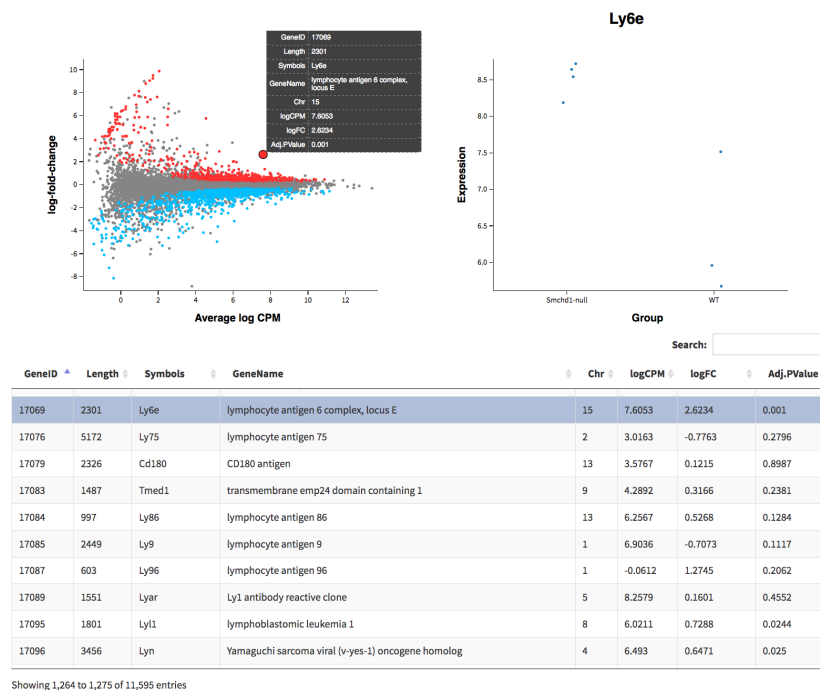 Ly6e
GeneID 17069
Length 2301
Symbols Ly6e
GeneName lymphocyte antigen 6 complex,
locus E
Chr 15
logCPM 7.6053
logFC 2.6234
Adj.PValue 0.001
log-fold-change
10
8
6
4
2
0
-2
-4
-6
-8
0 2 4 6 8 10 12
Average log CPM
Expression
8.5
8.0
7.5
7.0
6.5
6.0
Smchd1-null WT
Group
Search:
GeneID Length Symbols GeneName Chr logCPM logFC Adj.PValue
17069 2301 Ly6e lymphocyte antigen 6 complex, locus E 15 7.6053 2.6234 0.001
17076 5172 Ly75 lymphocyte antigen 75 2 3.0163 -0.7763 0.2796
17079 2326 Cd180 CD180 antigen 13 3.5767 0.1215 0.8987
17083 1487 Tmed1 transmembrane emp24 domain containing 1 9 4.2892 0.3166 0.2381
17084 997 Ly86 lymphocyte antigen 86 13 6.2567 0.5268 0.1284
17085 2449 Ly9 lymphocyte antigen 9 1 6.9036 -0.7073 0.1117
17087 603 Ly96 lymphocyte antigen 96 1 -0.0612 1.2745 0.2062
17089 1551 Lyar Ly1 antibody reactive clone 5 8.2579 0.1601 0.4552
17095 1801 Lyl1 lymphoblastomic leukemia 1 8 6.0211 0.7288 0.0244
17096 3456 Lyn Yamaguchi sarcoma viral (v-yes-1) oncogene homolog 4 6.493 0.6471 0.025
Showing 1,264 to 1,275 of 11,595 entries